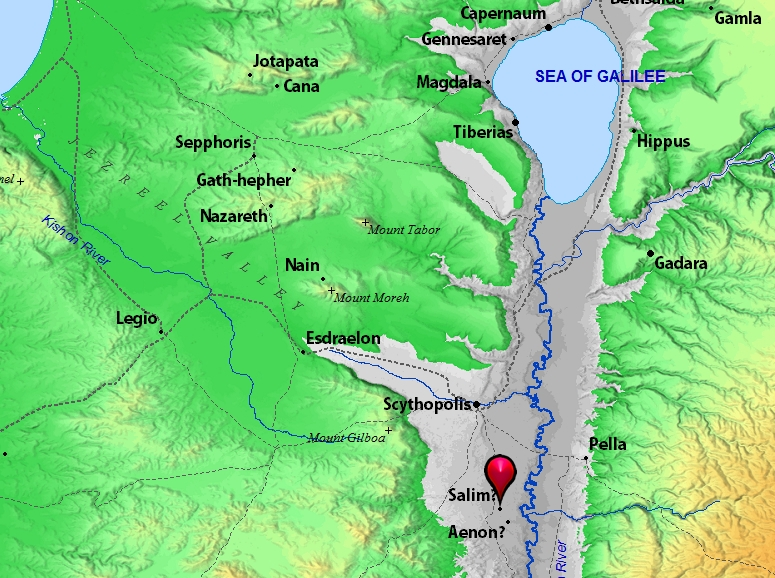 Bethsaida
Capernaum
Gamla
Gennesaret
Jotapata
SEA OF GALILEE
Cana
Magdala
Tiberias
Hippus
Sepphoris
JEZREEL VALLEY
Gath-hepher
Nazareth
Kishon River
Mount Tabor
Gadara
Nain
Mount Moreh
Legio
Esdraelon
Scythopolis
Mount Gilboa
Pella
Salim?
Aenon?
River